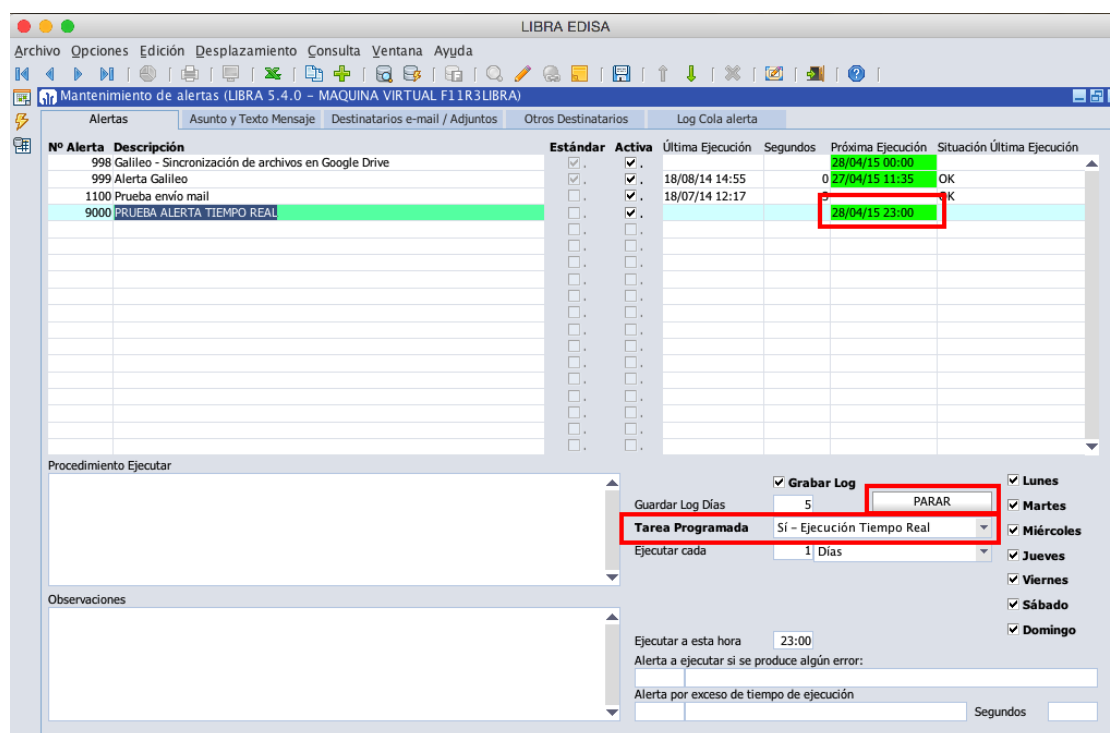 LIBRA EDISA
Archivo Opciones Edición Desplazamiento Consulta Ventana Ayuda
Mantenimiento de alertas (LIBRA 5.4.0 – MAQUINA VIRTUAL F11R3LIBRA)
Alertas Asunto y Texto Mensaje Destinatarios e-mail / Adjuntos Otros Destinatarios Log Cola alerta
Nº Alerta Descripción Estándar Activa Última Ejecución Segundos Próxima Ejecución Situación Última Ejecución
998 Galileo - Sincronización de archivos en Google Drive 28/04/15 00:00
999 Alerta Galileo 18/08/14 14:55 0 27/04/15 11:35 OK
1100 Prueba envío mail 18/07/14 12:17 OK
9000 PRUEBA ALERTA TIEMPO REAL 28/04/15 23:00
Procedimiento Ejecutar
Grabar Log Lunes
Guardar Log Días 5 PARAR Martes
Tarea Programada Sí – Ejecución Tiempo Real Miércoles
Ejecutar cada 1 Días Jueves
Viernes
Observaciones Sábado
Domingo
Ejecutar a esta hora 23:00
Alerta a ejecutar si se produce algún error:
Alerta por exceso de tiempo de ejecución
Segundos